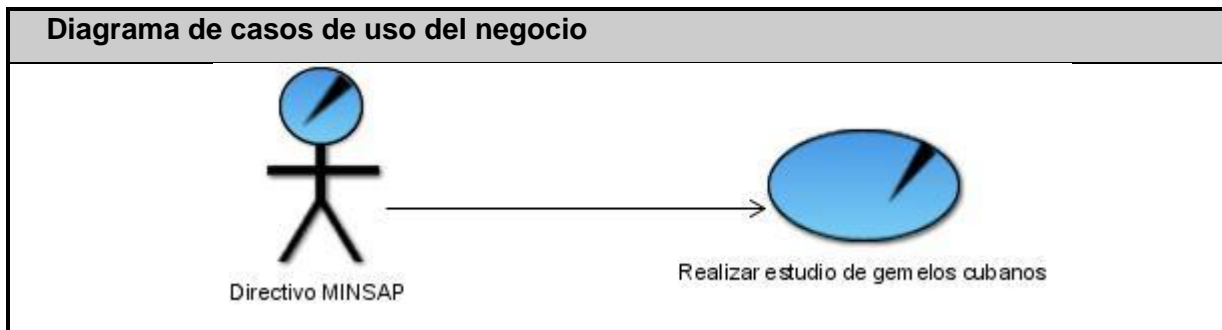 Diagrama de casos de uso del negocio
Directivo MINSAP
Realizar estudio de gemelos cubanos